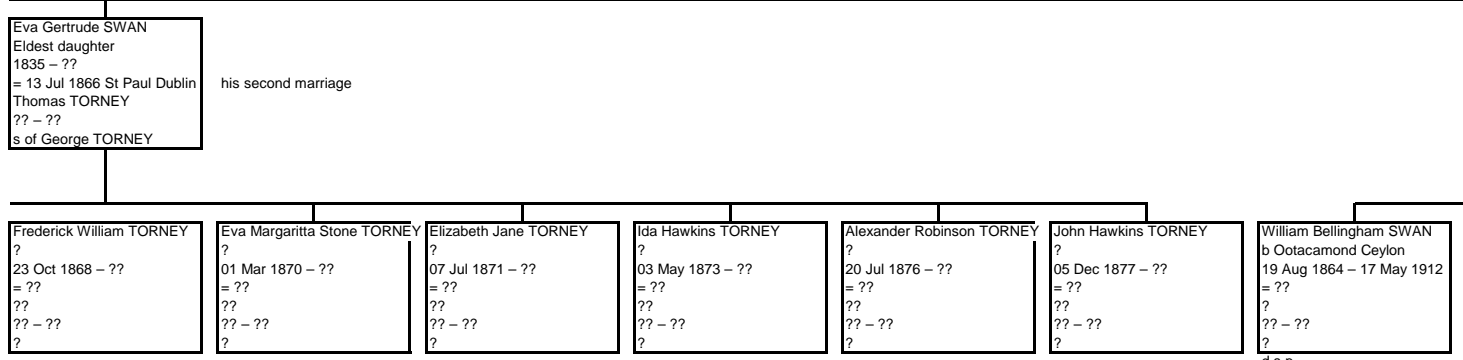 Eva Gertrude SWAN
Eldest daughter
1835 – ??
= 13 Jul 1866 St Paul Dublin
his second marriage
Thomas TORNEY
?? – ??
s of George TORNEY
Frederick William TORNEY
?
23 Oct 1868 – ??
= ??
??
?? – ??
?
Eva Margaritta Stone TORNEY
?
01 Mar 1870 – ??
= ??
??
?? – ??
?
Elizabeth Jane TORNEY
?
07 Jul 1871 – ??
= ??
??
?? – ??
?
Ida Hawkins TORNEY
?
03 May 1873 – ??
= ??
??
?? – ??
?
Alexander Robinson TORNEY
?
20 Jul 1876 – ??
= ??
??
?? – ??
?
John Hawkins TORNEY
?
05 Dec 1877 – ??
= ??
??
?? – ??
?
William Bellingham SWAN
b Ootacamond Ceylon
19 Aug 1864 – 17 May 1912
= ??
?
?? – ??
?